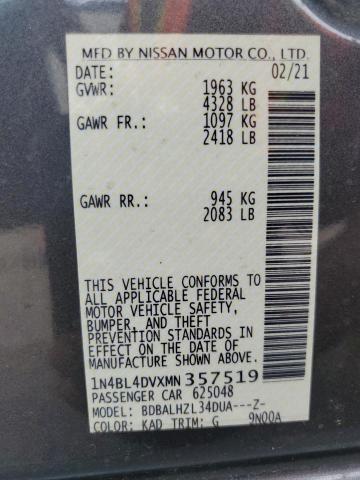 MFD BY NISSAN MOTOR CO., LTD.
DATE: 02/21
GVWR: 1963 KG
4328 LB
GAWR FR.: 1097 KG
2418 LB
GAWR RR.: 945 KG
2083 LB
THIS VEHICLE CONFORMS TO
ALL APPLICABLE FEDERAL
MOTOR VEHICLE SAFETY,
BUMPER, AND THEFT
PREVENTION STANDARDS IN
EFFECT ON THE DATE OF
MANUFACTURE SHOWN ABOVE.
1N4BL4DVXMN357519
PASSENGER CAR 625048
MODEL: BDBALHZL34DUA---Z-
COLOR: KAD TRIM: G 9N00A